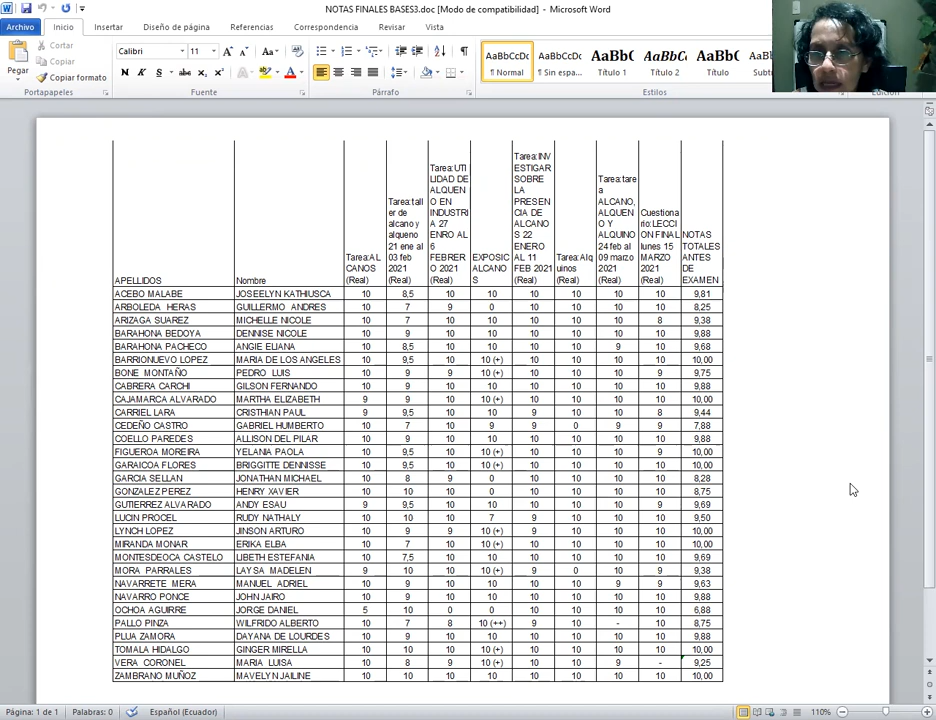 NOTAS FINALES BASES3.doc [Modo de compatibilidad] - Microsoft Word
Archivo Inicio Insertar Diseño de página Referencias Correspondencia Revisar Vista
Pegar
Cortar
Copiar
Copiar formato
Portapapeles
Calibri 11
Fuente
Párrafo
AaBbCc
¶ Normal
AaBbCc
¶ Sin espa...
AaBbC
Título 1
AaBbCc
Título 2
AaBbC
Título
Estilos
APELLIDOS
Nombre
Tarea:AL
CANOS
(Real)
Tarea:tall
er de
alcano y
alqueno
21 ene al
03 feb
2021
(Real)
Tarea:UTI
LIDAD DE
ALQUEN
O EN
INDUSTRI
A 27
ENRO AL
6
FEBRER
O 2021
(Real)
EXPOSIC
ALCANO
S
Tarea:INV
ESTIGAR
SOBRE
LA
PRESEN
CIA DE
ALCANO
S 22
ENERO
AL 11
FEB 2021
(Real)
Tarea:Alq
uinos
(Real)
Tarea:tare
a
ALCANO,
ALQUEN
O Y
ALQUINO
24 feb al
09 marzo
2021
(Real)
Cuestiona
rio:LECCI
ON FINAL
lunes 15
MARZO
2021
(Real)
NOTAS
TOTALES
ANTES
DE
EXAMEN
ACEBO MALABE JOSEELYN KATHIUSCA 10 8,5 10 10 10 10 10 10 9,81
ARBOLEDA HERAS GUILLERMO ANDRES 10 7 9 0 10 10 10 10 8,25
ARIZAGA SUAREZ MICHELLE NICOLE 10 7 10 10 10 10 10 8 9,38
BARAHONA BEDOYA DENNISE NICOLE 10 9 10 10 10 10 10 10 9,88
BARAHONA PACHECO ANGIE ELIANA 10 8,5 10 10 10 10 9 10 9,68
BARRIONUEVO LOPEZ MARIA DE LOS ANGELES 10 9,5 10 10 (+) 10 10 10 10 10,00
BONE MONTAÑO PEDRO LUIS 10 9 9 10 (+) 10 10 10 9 9,75
CABRERA CARCHI GILSON FERNANDO 10 9 10 10 10 10 10 10 9,88
CAJAMARCA ALVARADO MARTHA ELIZABETH 9 9 10 10 (+) 10 10 10 10 10,00
CARRIEL LARA CRISTHIAN PAUL 9 9,5 10 10 9 10 10 8 9,44
CEDEÑO CASTRO GABRIEL HUMBERTO 10 7 10 9 9 0 9 9 7,88
COELLO PAREDES ALLISON DEL PILAR 10 9 10 10 10 10 10 10 9,88
FIGUEROA MOREIRA YELANIA PAOLA 10 9,5 10 10 (+) 10 10 10 9 10,00
GARAICOA FLORES BRIGGITTE DENNISSE 10 9,5 10 10 (+) 10 10 10 10 10,00
GARCIA SELLAN JONATHAN MICHAEL 10 8 9 0 10 10 10 9 8,28
GONZALEZ PEREZ HENRY XAVIER 10 10 10 0 10 10 10 10 8,75
GUTIERREZ ALVARADO ANDY ESAU 9 9,5 10 10 10 10 10 9 9,69
LUCIN PROCEL RUDY NATHALY 10 10 10 7 9 10 10 10 9,50
LYNCH LOPEZ JINSON ARTURO 10 9 9 10 (+) 9 10 10 10 10,00
MIRANDA MONAR ERIKA ELBA 10 7 10 10 (+) 10 10 10 10 10,00
MONTESDEOCA CASTELO LIBETH ESTEFANIA 10 7,5 10 10 10 10 10 10 9,69
MORA PARRALES LAYSA MADELEN 9 10 10 10 (+) 9 0 10 10 9,38
NAVARRETE MERA MANUEL ADRIEL 10 9 10 10 10 10 9 9 9,63
NAVARRO PONCE JOHN JAIRO 10 9 10 10 10 10 10 10 9,88
OCHOA AGUIRRE JORGE DANIEL 5 10 0 0 10 10 10 10 6,88
PALLO PINZA WILFRIDO ALBERTO 10 7 8 10 (++) 9 10 - 10 8,75
PLUA ZAMORA DAYANA DE LOURDES 10 9 10 10 10 10 10 10 9,88
TOMALA HIDALGO GINGER MIRELLA 10 10 10 10 (+) 10 10 10 10 10,00
VERA CORONEL MARIA LUISA 10 8 9 10 (+) 10 10 9 - 9,25
ZAMBRANO MUÑOZ MAVELYN JAILINE 10 10 10 10 10 10 10 10 10,00
Página: 1 de 1 Palabras: 0 Español (Ecuador) 110%